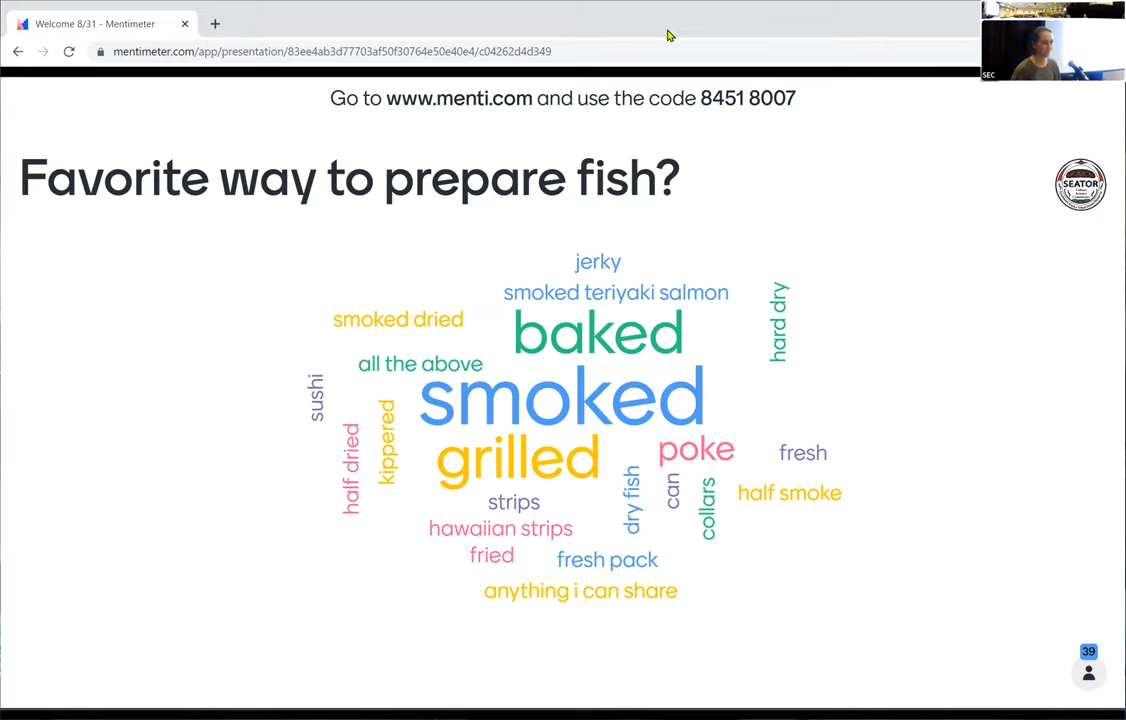 Welcome 8/31 - Mentimeter
mentimeter.com/app/presentation/83ee4ab3d77703af50f30764e50e40e4/c04262d4d349
SEC
Go to www.menti.com and use the code 8451 8007
Favorite way to prepare fish?
SEATOR
jerky
smoked teriyaki salmon
hard dry
smoked dried
baked
all the above
sushi
smoked
half dried
kippered
grilled
poke
fresh
strips
dry fish
can
collars
half smoke
hawaiian strips
fried
fresh pack
anything i can share
39